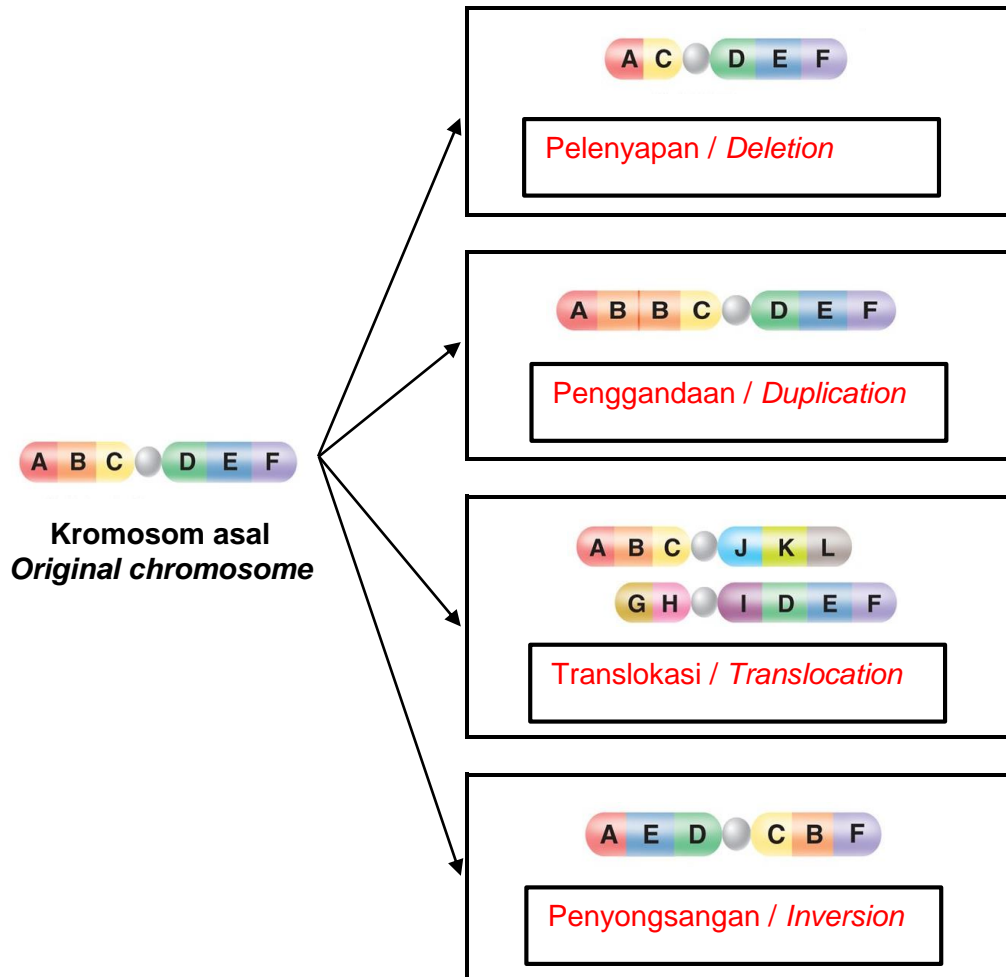 A C D E F
Pelenyapan / Deletion
A B B C D E F
Penggandaan / Duplication
A B C D E F
Kromosom asal
Original chromosome
A B C J K L
G H I D E F
Translokasi / Translocation
A E D C B F
Penyongsangan / Inversion